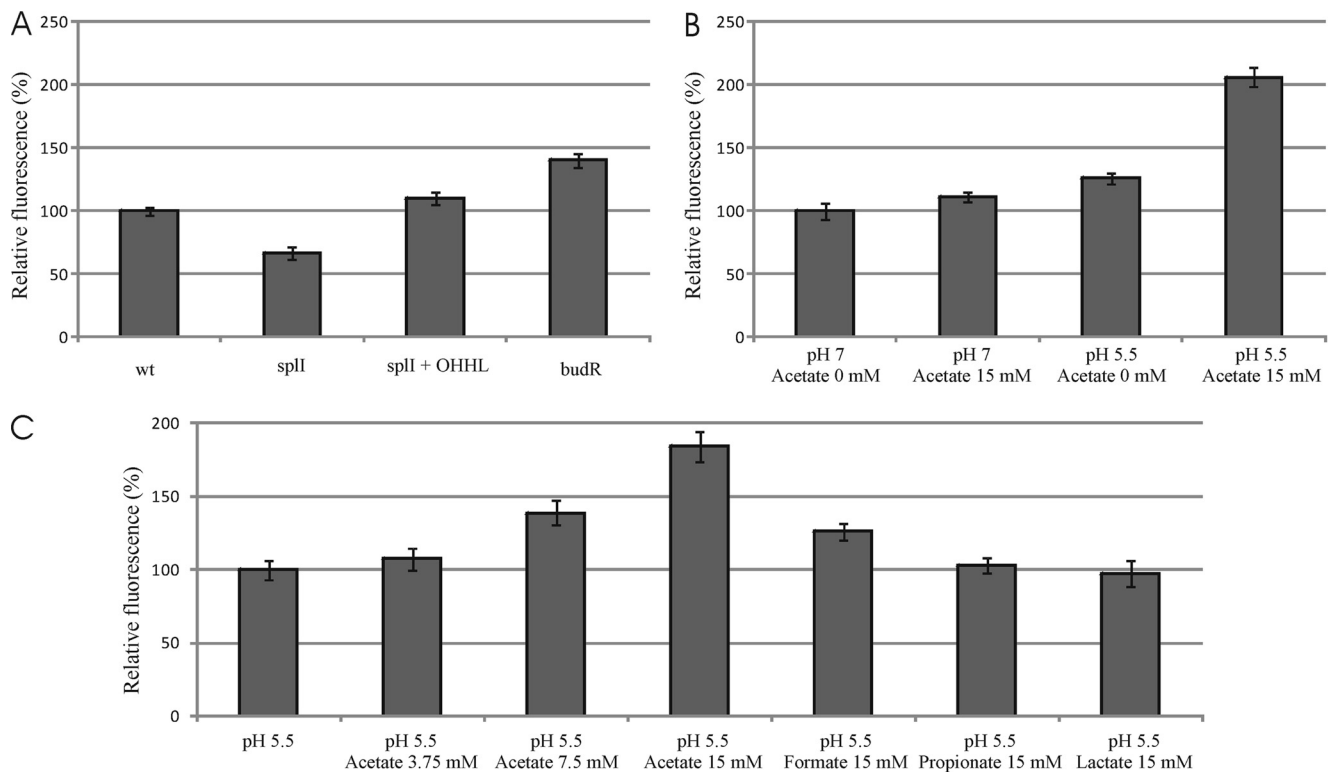 A
Relative fluorescence (%)
250
200
150
100
50
0
wt
splI
splI + OHHL
budR
B
Relative fluorescence (%)
250
200
150
100
50
0
pH 7
Acetate 0 mM
pH 7
Acetate 15 mM
pH 5.5
Acetate 0 mM
pH 5.5
Acetate 15 mM
C
Relative fluorescence (%)
200
150
100
50
0
pH 5.5
pH 5.5
Acetate 3.75 mM
pH 5.5
Acetate 7.5 mM
pH 5.5
Acetate 15 mM
pH 5.5
Formate 15 mM
pH 5.5
Propionate 15 mM
pH 5.5
Lactate 15 mM